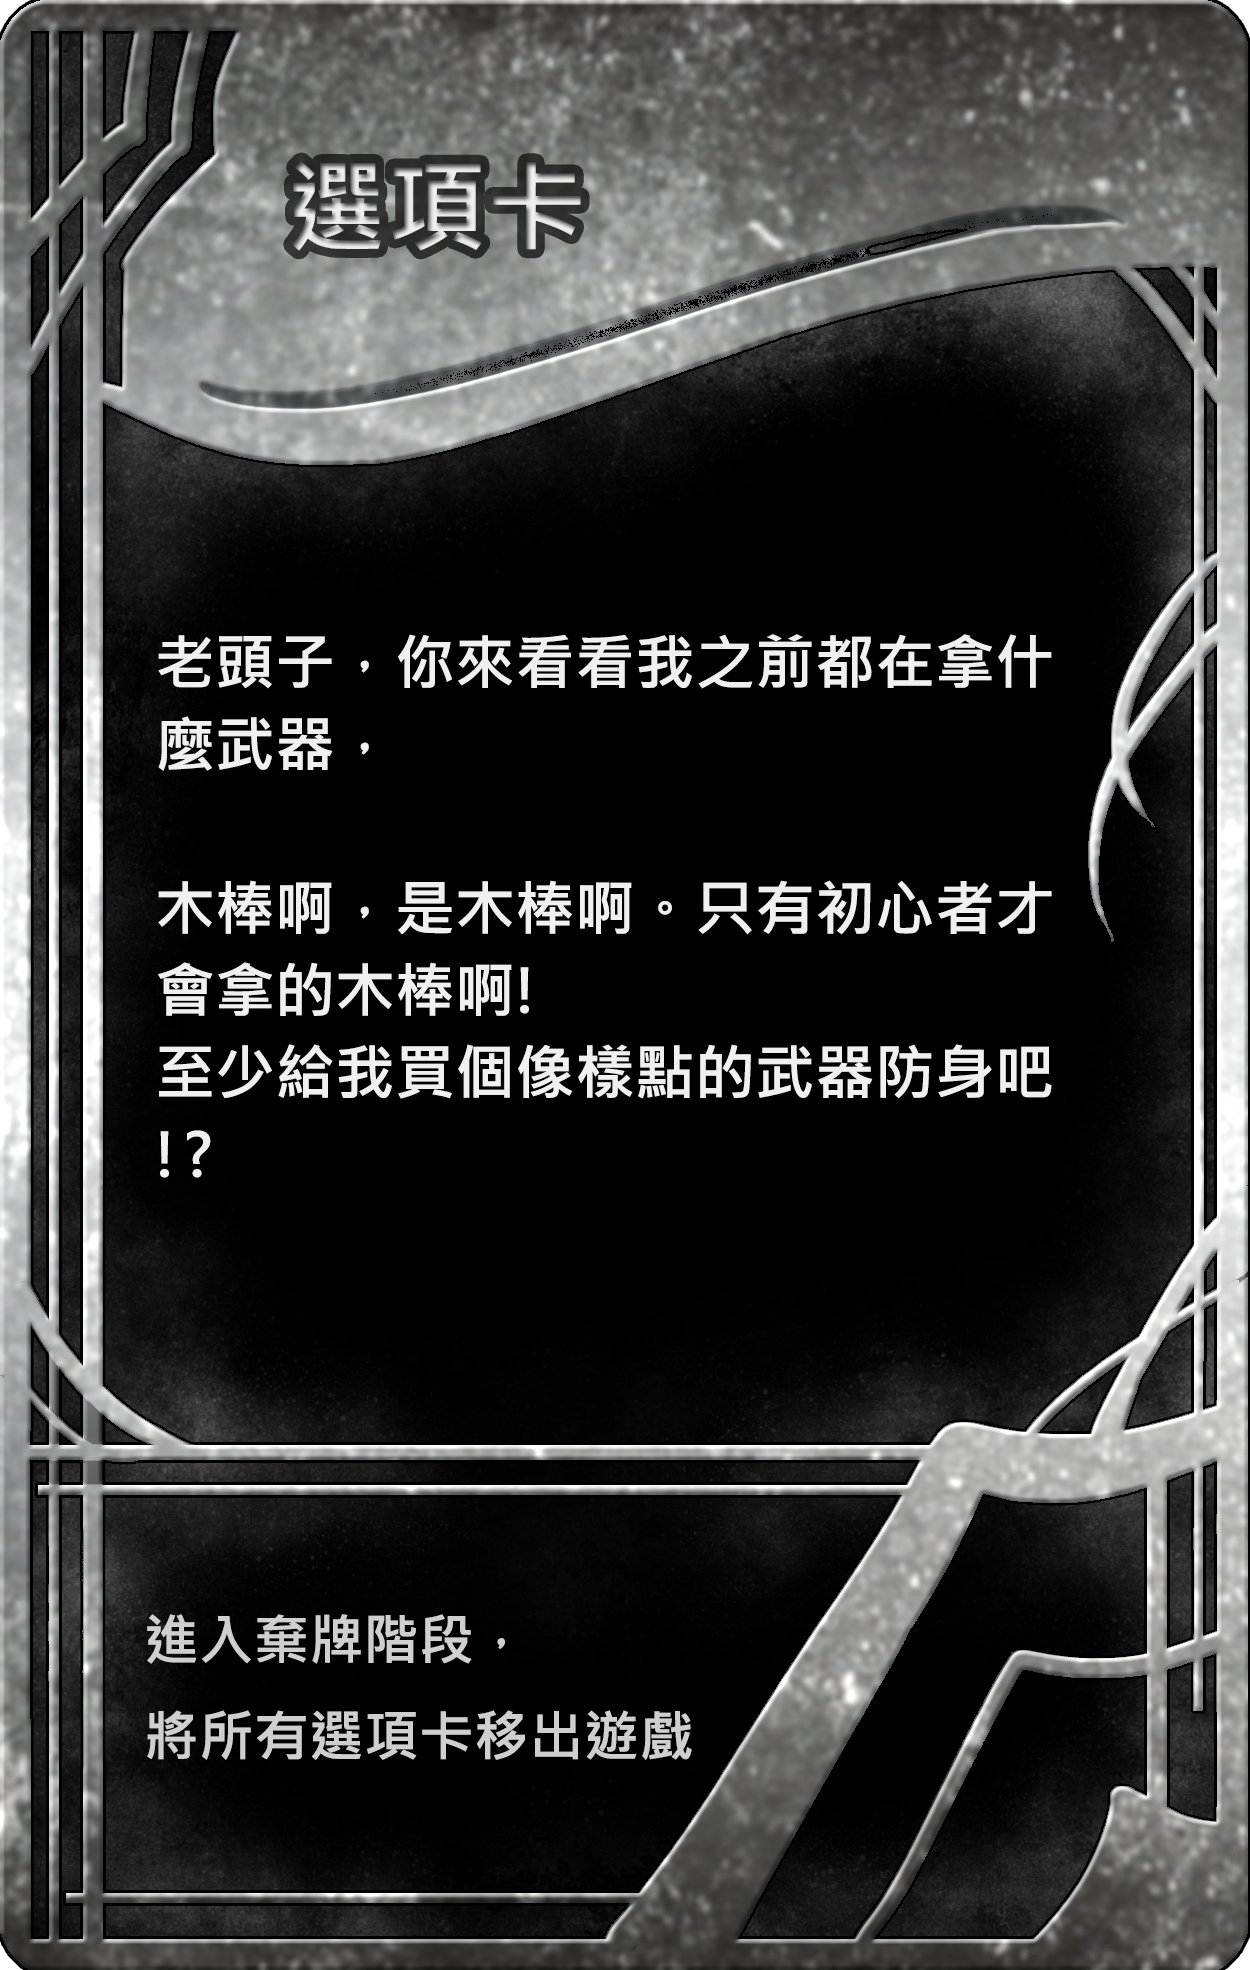 選項卡
老頭子，你來看看我之前都在拿什
麼武器，
木棒啊，是木棒啊。只有初心者才
會拿的木棒啊!
至少給我買個像樣點的武器防身吧
!?
進入棄牌階段，
將所有選項卡移出遊戲